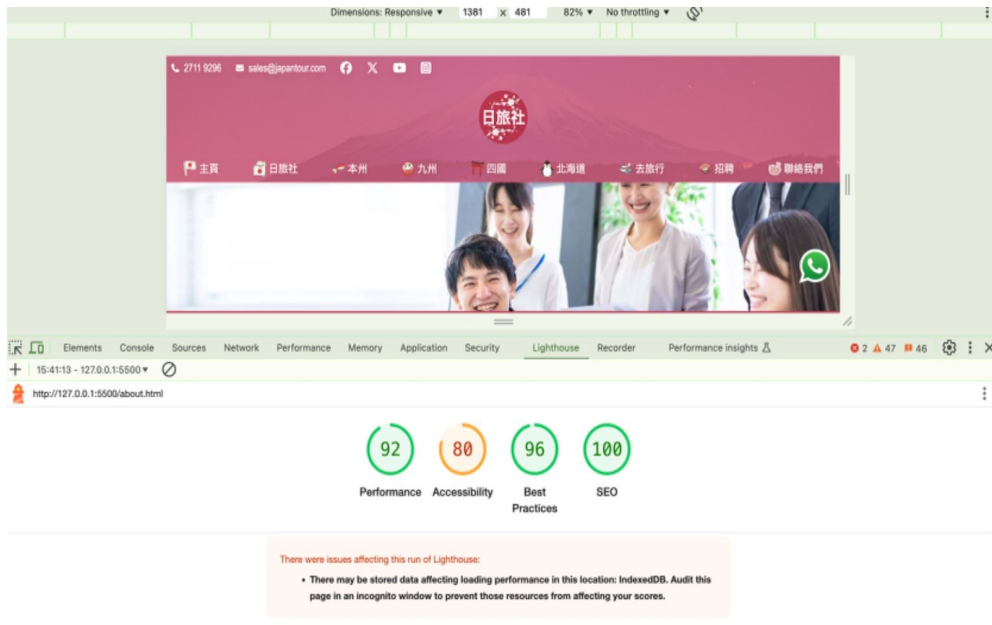 Dimensions: Responsive ▼ 1381 x 481 82% ▼ No throttling ▼
2711 9296 sales@japantour.com
日旅社
主頁 日旅社 本州 九州 四國 北海道 去旅行 招聘 聯絡我們
Elements Console Sources Network Performance Memory Application Security Lighthouse Recorder Performance insights 2 47 46
15:41:13 - 127.0.0.1:5500 ▼
http://127.0.0.1:5500/about.html
92 80 96 100
Performance Accessibility Best Practices SEO
There were issues affecting this run of Lighthouse:
• There may be stored data affecting loading performance in this location: IndexedDB. Audit this
page in an incognito window to prevent those resources from affecting your scores.